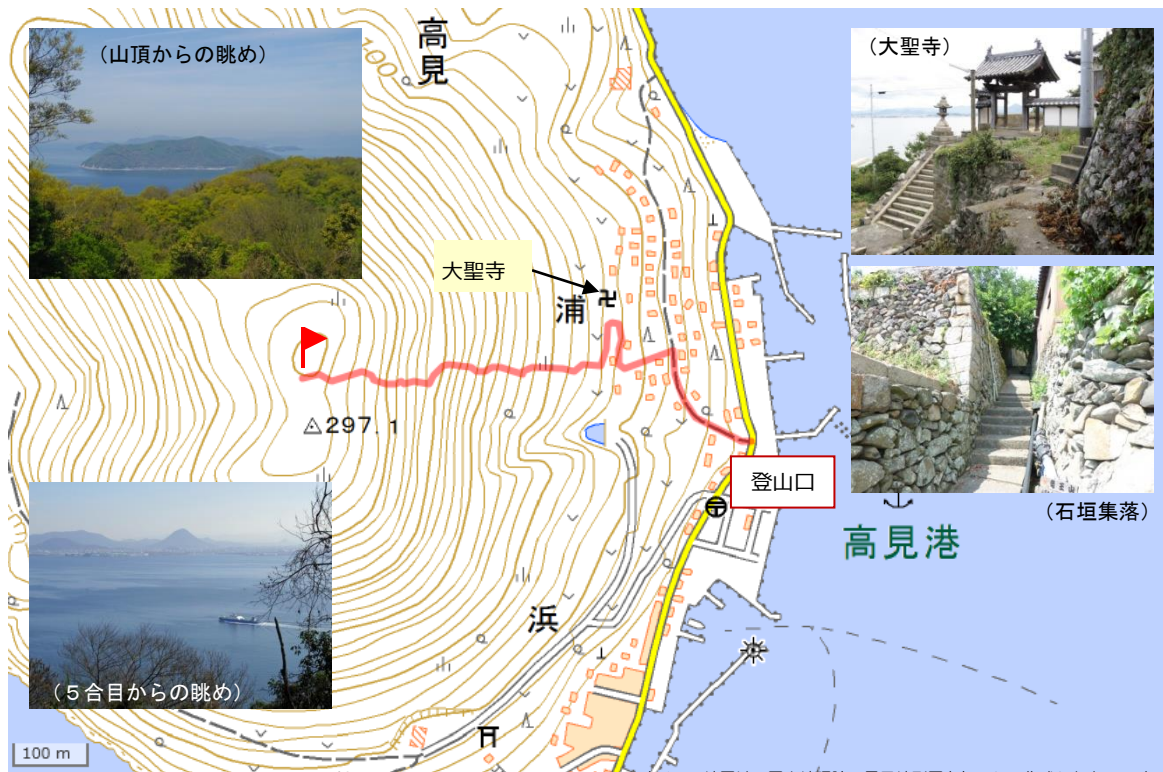 高見
(山頂からの眺め)
100
(大聖寺)
大聖寺
浦
297.1
登山口
(石垣集落)
高見港
浜
(5合目からの眺め)
100 m